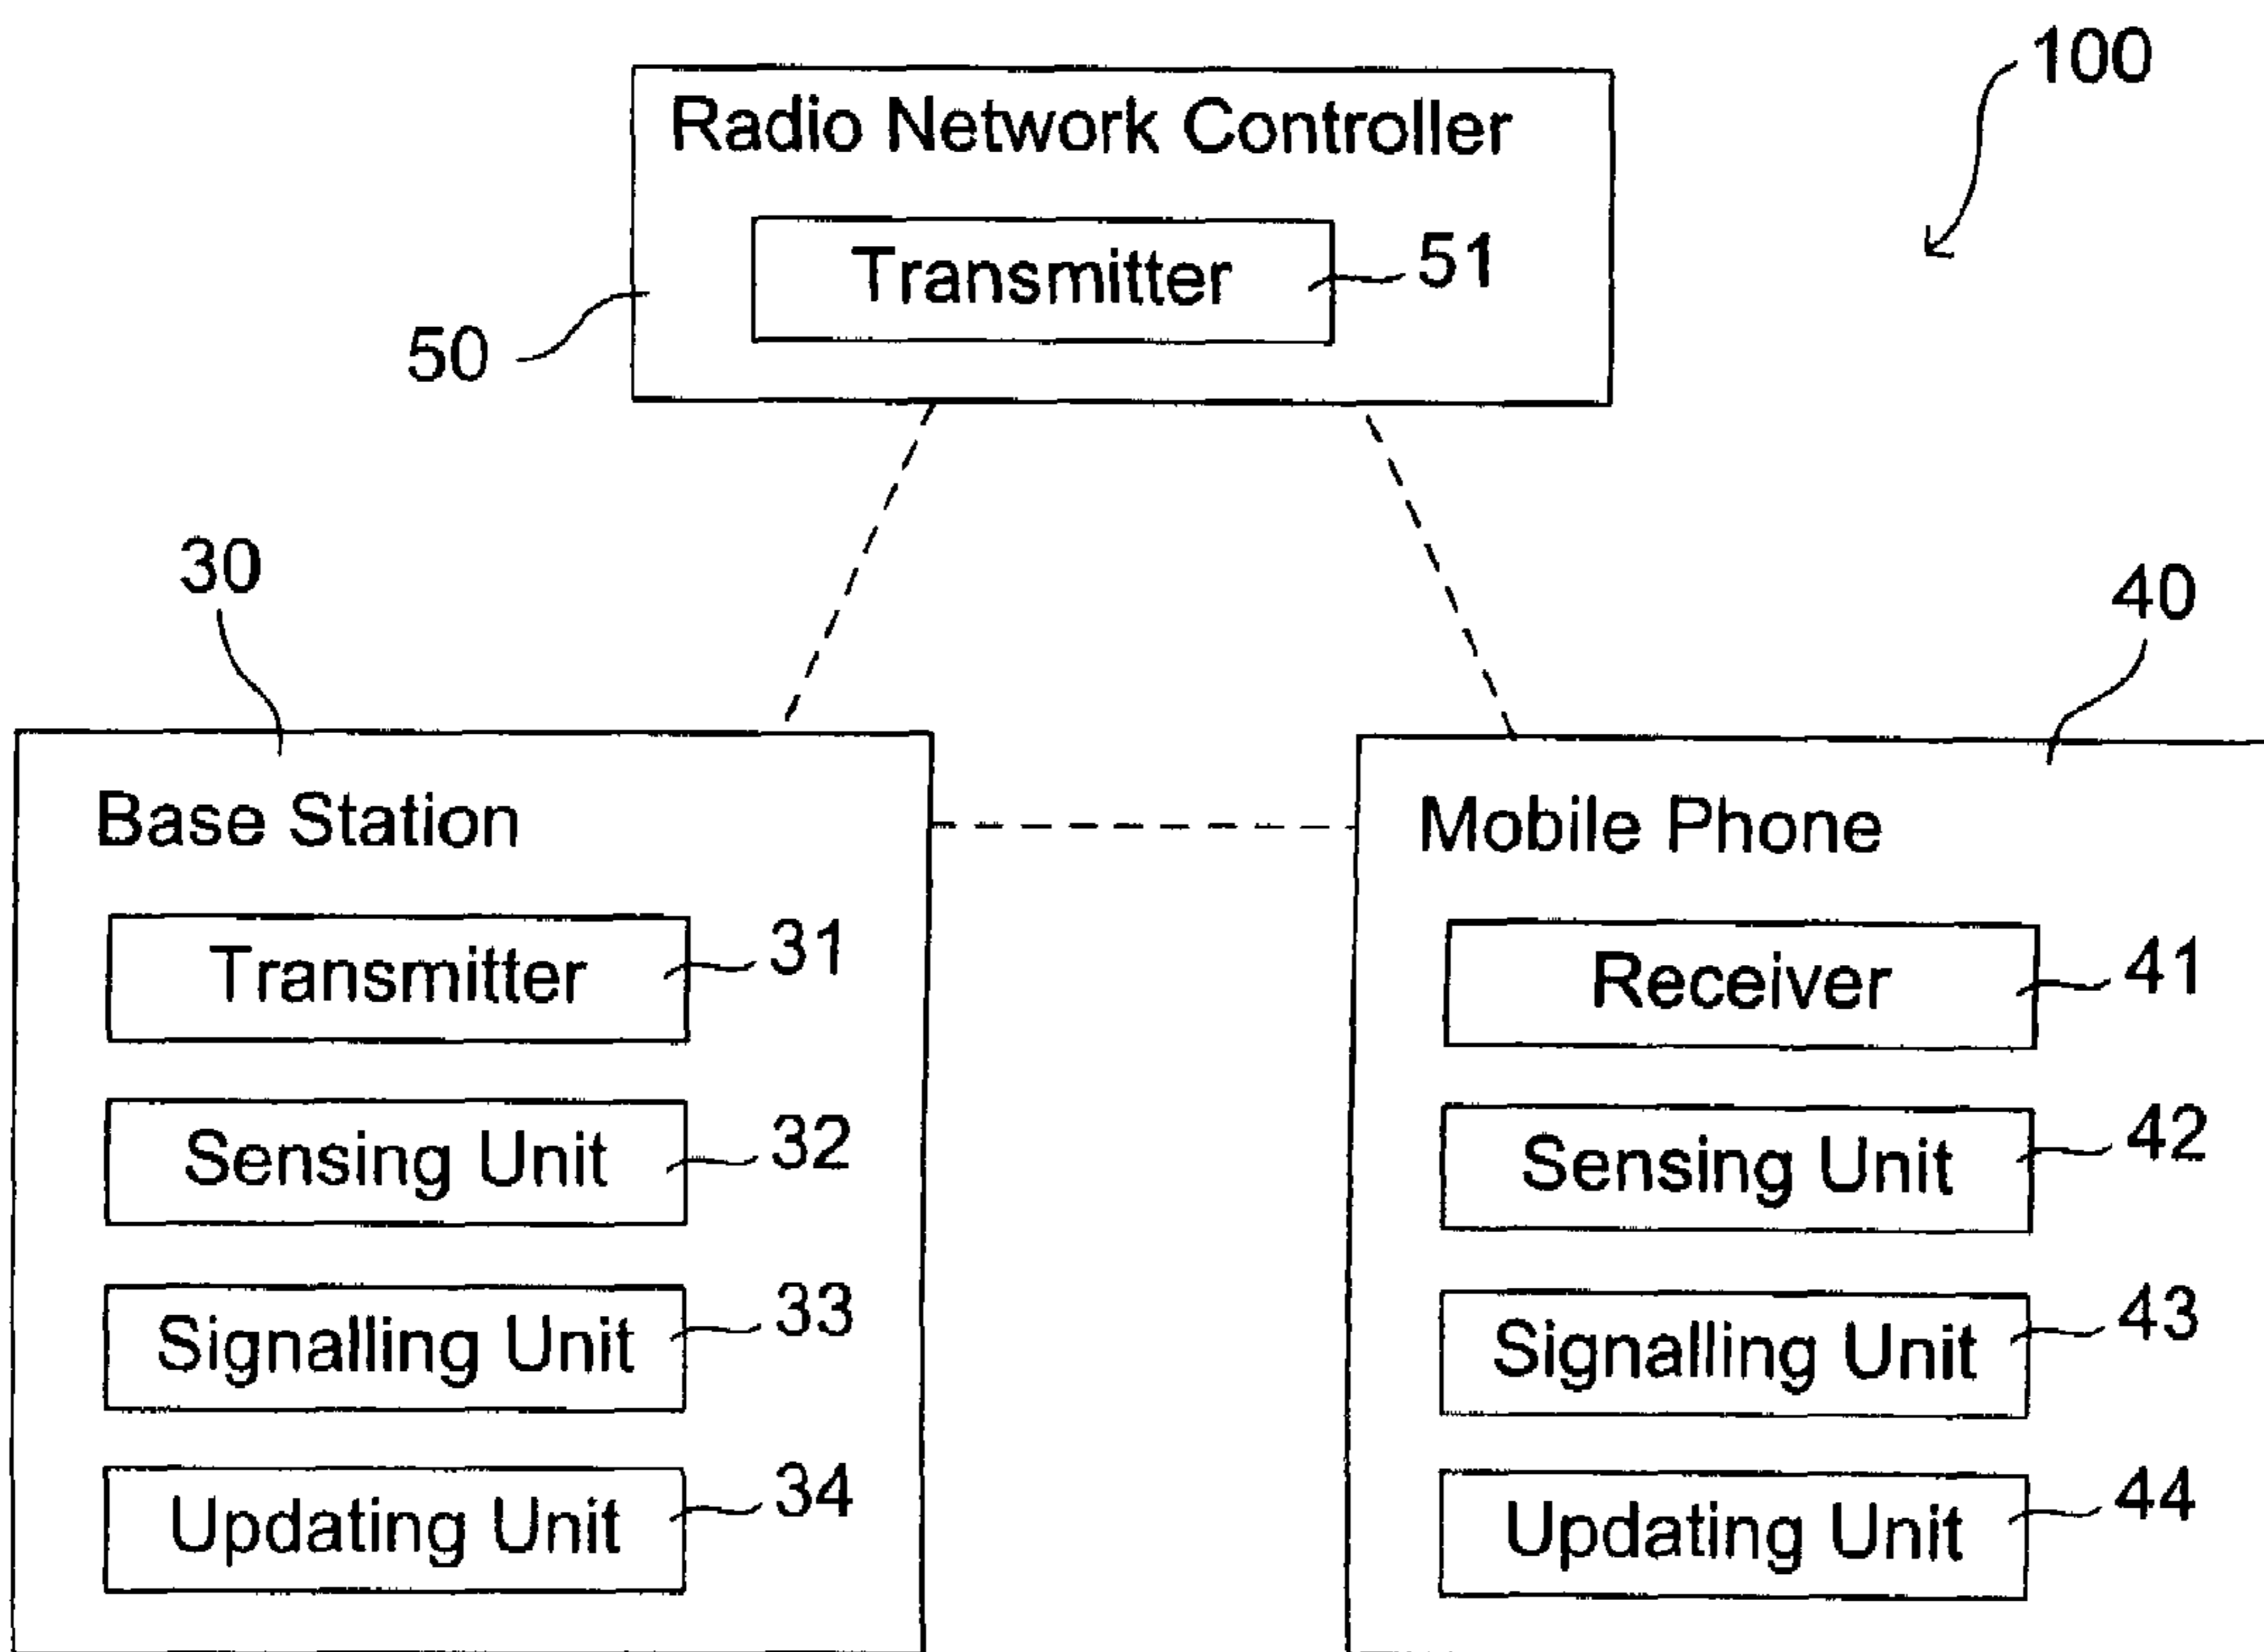 100
Radio Network Controller
Transmitter
51
50
30
40
Base Station
Transmitter
31
Sensing Unit
32
Signalling Unit
33
Updating Unit
34
Mobile Phone
Receiver
41
Sensing Unit
42
Signalling Unit
43
Updating Unit
44